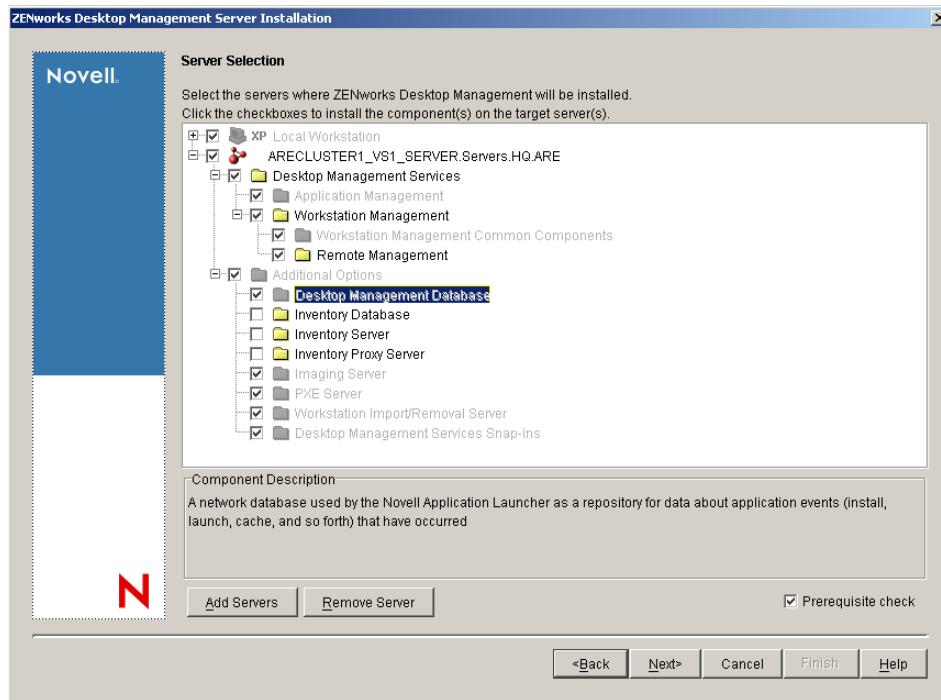 ZENworks Desktop Management Server Installation
Novell.
Server Selection
Select the servers where ZENworks Desktop Management will be installed.
Click the checkboxes to install the component(s) on the target server(s).
XP Local Workstation
ARECLUSTER1_VS1_SERVER.Servers.HQ.ARE
Desktop Management Services
Application Management
Workstation Management
Workstation Management Common Components
Remote Management
Additional Options
Desktop Management Database
Inventory Database
Inventory Server
Inventory Proxy Server
Imaging Server
PXE Server
Workstation Import/Removal Server
Desktop Management Services Snap-ins
Component Description
A network database used by the Novell Application Launcher as a repository for data about application events (install,
launch, cache, and so forth) that have occurred
N
Add Servers Remove Server Prerequisite check
<Back Next> Cancel Finish Help